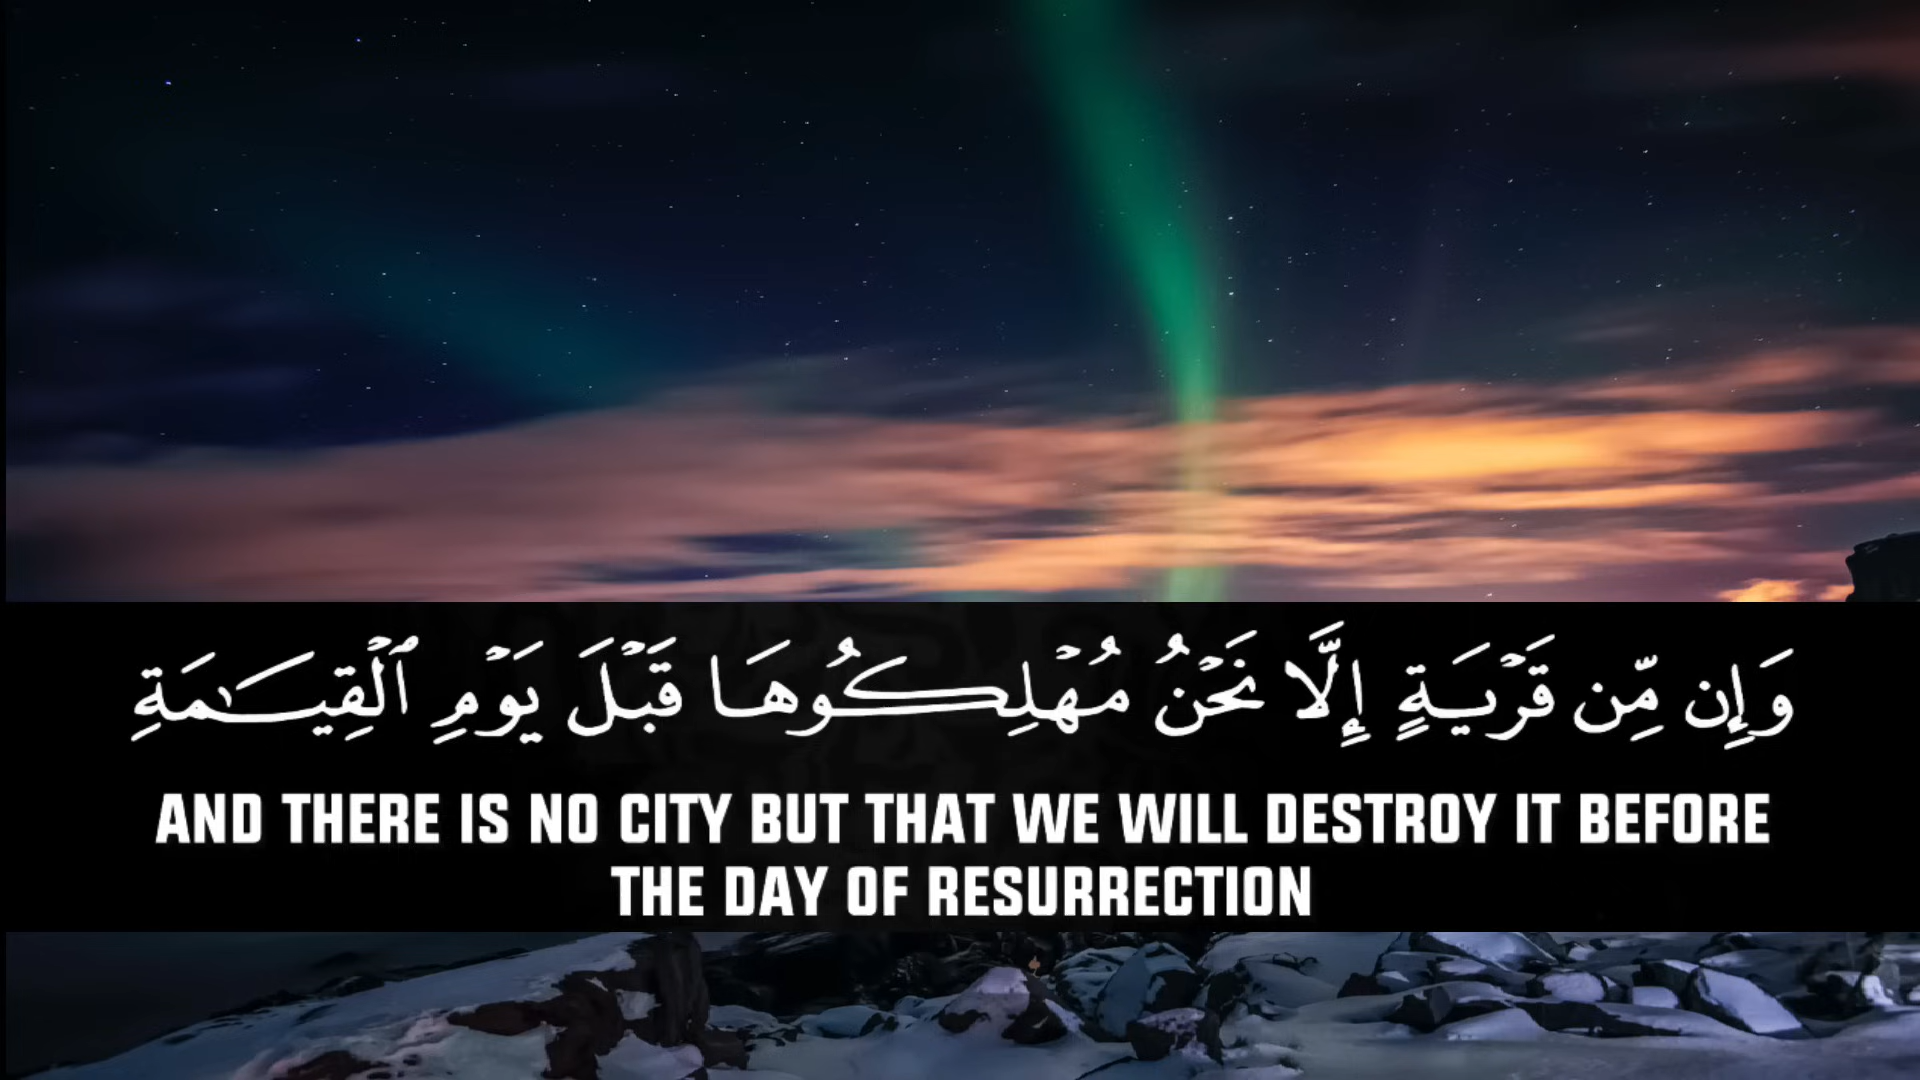 وَإِن مِّن قَرْيَةٍ إِلَّا نَحْنُ مُهْلِكُوهَا قَبْلَ يَوْمِ ٱلْقِيَـٰمَةِ
AND THERE IS NO CITY BUT THAT WE WILL DESTROY IT BEFORE
THE DAY OF RESURRECTION